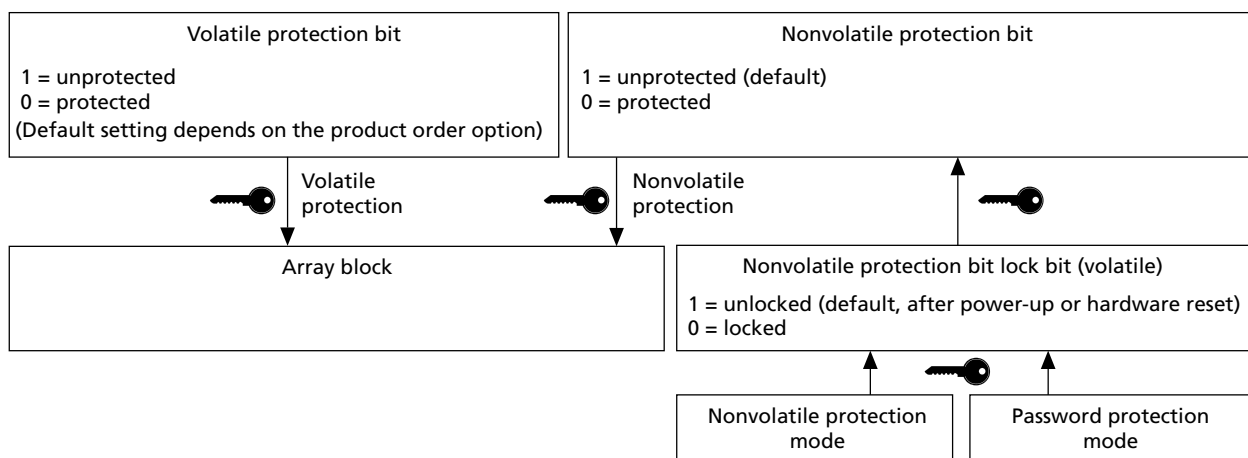 Volatile protection bit
1 = unprotected
0 = protected
(Default setting depends on the product order option)
Nonvolatile protection bit
1 = unprotected (default)
0 = protected
Volatile
protection
Nonvolatile
protection
Array block
Nonvolatile protection bit lock bit (volatile)
1 = unlocked (default, after power-up or hardware reset)
0 = locked
Nonvolatile protection
mode
Password protection
mode